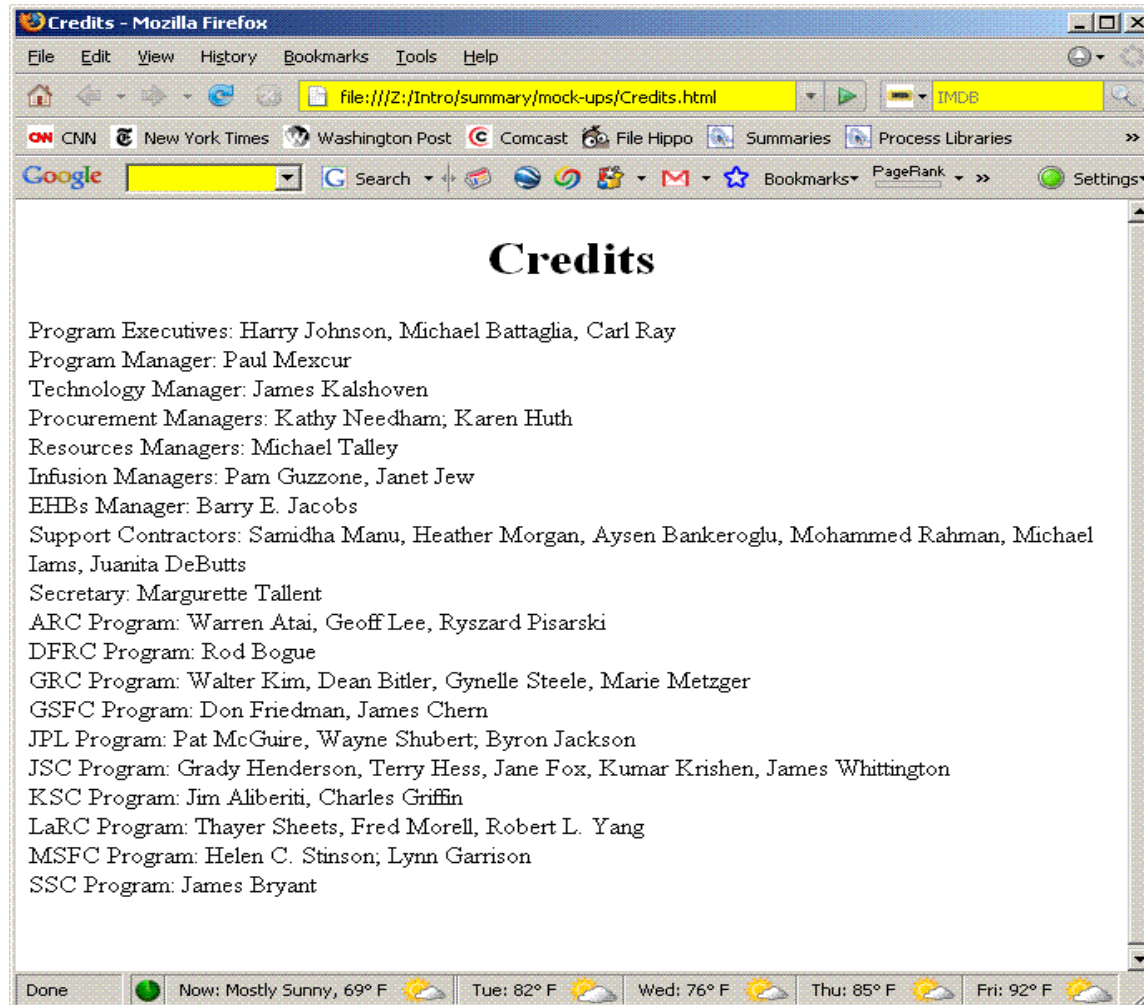 Credits - Mozilla Firefox
File Edit View History Bookmarks Tools Help
file:///Z:/Intro/summary/mock-ups/Credits.html IMDB
CNN CNN New York Times Washington Post Comcast File Hippo Summaries Process Libraries »
Google Search Bookmarks PageRank » Settings
Credits
Program Executives: Harry Johnson, Michael Battaglia, Carl Ray
Program Manager: Paul Mexcur
Technology Manager: James Kalshoven
Procurement Managers: Kathy Needham; Karen Huth
Resources Managers: Michael Talley
Infusion Managers: Pam Guzzone, Janet Jew
EHBs Manager: Barry E. Jacobs
Support Contractors: Samidha Manu, Heather Morgan, Aysen Bankeroglu, Mohammed Rahman, Michael
Iams, Juanita DeButts
Secretary: Margurette Tallent
ARC Program: Warren Atai, Geoff Lee, Ryszard Pisarski
DFRC Program: Rod Bogue
GRC Program: Walter Kim, Dean Bitler, Gynelle Steele, Marie Metzger
GSFC Program: Don Friedman, James Chern
JPL Program: Pat McGuire, Wayne Shubert; Byron Jackson
JSC Program: Grady Henderson, Terry Hess, Jane Fox, Kumar Krishen, James Whittington
KSC Program: Jim Aliberiti, Charles Griffin
LaRC Program: Thayer Sheets, Fred Morell, Robert L. Yang
MSFC Program: Helen C. Stinson; Lynn Garrison
SSC Program: James Bryant
Done Now: Mostly Sunny, 69° F Tue: 82° F Wed: 76° F Thu: 85° F Fri: 92° F